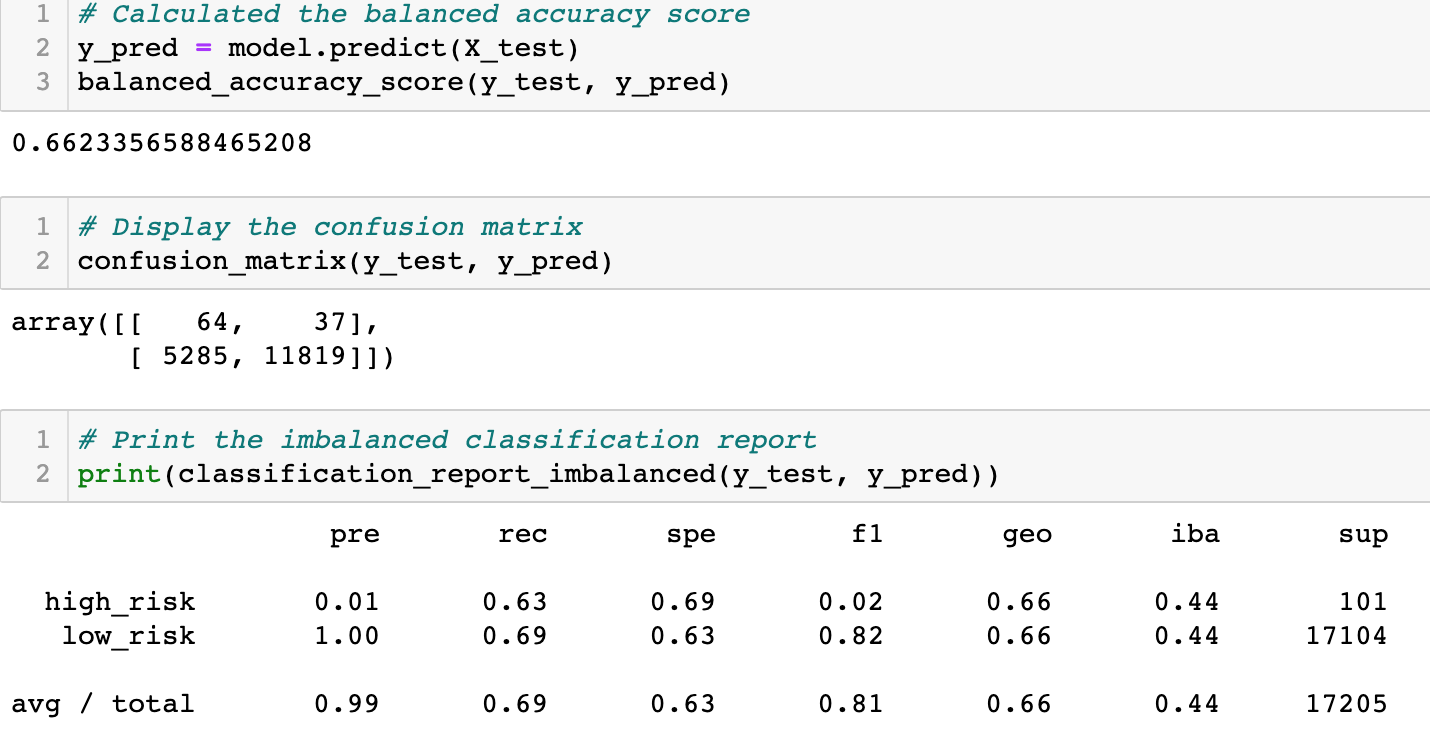 1 # Calculated the balanced accuracy score
2 y_pred = model.predict(X_test)
3 balanced_accuracy_score(y_test, y_pred)
0.6623356588465208
1 # Display the confusion matrix
2 confusion_matrix(y_test, y_pred)
array([[   64,    37],
       [ 5285, 11819]])
1 # Print the imbalanced classification report
2 print(classification_report_imbalanced(y_test, y_pred))
pre rec spe f1 geo iba sup
high_risk 0.01 0.63 0.69 0.02 0.66 0.44 101
low_risk 1.00 0.69 0.63 0.82 0.66 0.44 17104
avg / total 0.99 0.69 0.63 0.81 0.66 0.44 17205